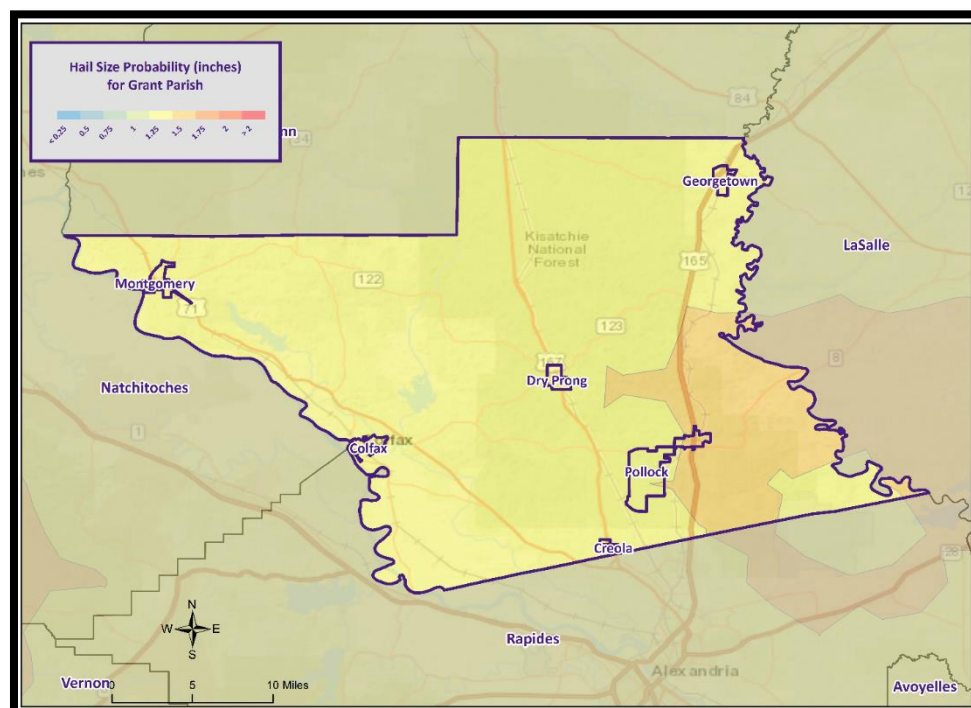 Hail Size Probability (inches)
for Grant Parish
<0.25 0.5 0.75 1 1.25 1.5 1.75 2 >2
nn
84
84
Georgetown
Kisatchie
National
Forest
LaSalle
165
Montgomery
122
71
123
8
167
Dry Prong
Natchitoches
1
Colfax
Pollock
Creola
28
N
W E
S
Rapides
Alexandria
Vernon
0 5 10 Miles
Avoyelles